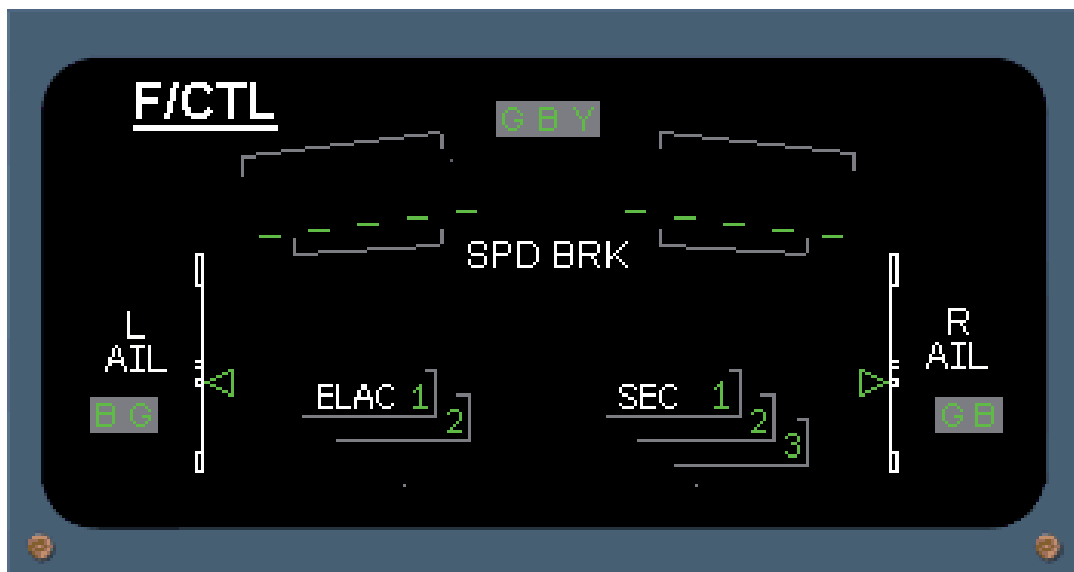 F/CTL
G B Y
SPD BRK
L
AIL
B G
ELAC 1
2
SEC 1
2
3
R
AIL
G B